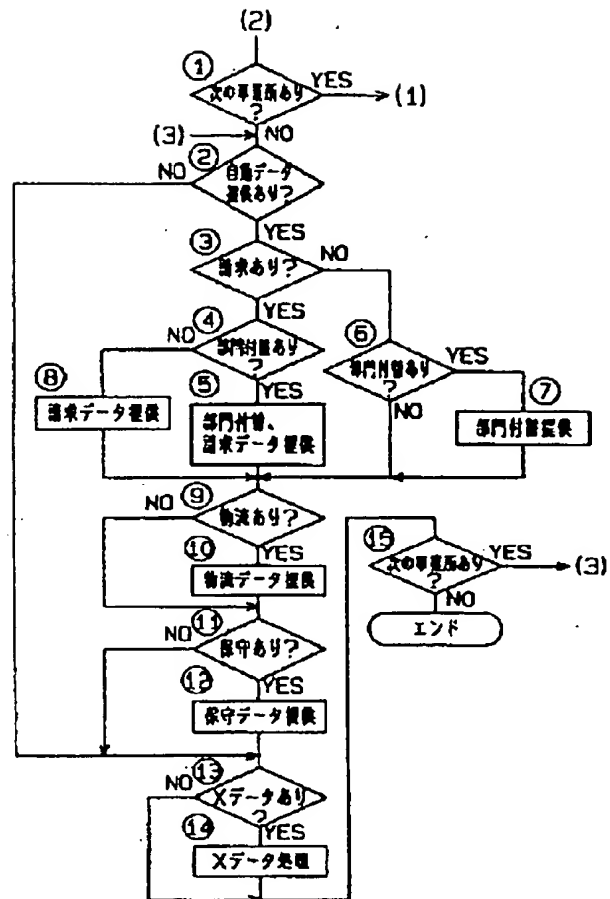 (2)
①
次の事業所あり
?
YES
(1)
(3)
NO
②
NO
自動データ
提供あり?
YES
③
請求あり?
NO
YES
④
NO
部門付替あり
?
YES
⑥
部門付替あり
?
YES
NO
⑧
請求データ提供
⑤
部門付替、
請求データ提供
⑦
部門付替提供
⑨
NO
物流あり?
YES
⑩
物流データ提供
⑮
次の事業所あり
?
YES
(3)
NO
エンド
⑪
NO
保守あり?
YES
⑫
保守データ提供
⑬
NO
Xデータあり
?
YES
⑭
Xデータ処理